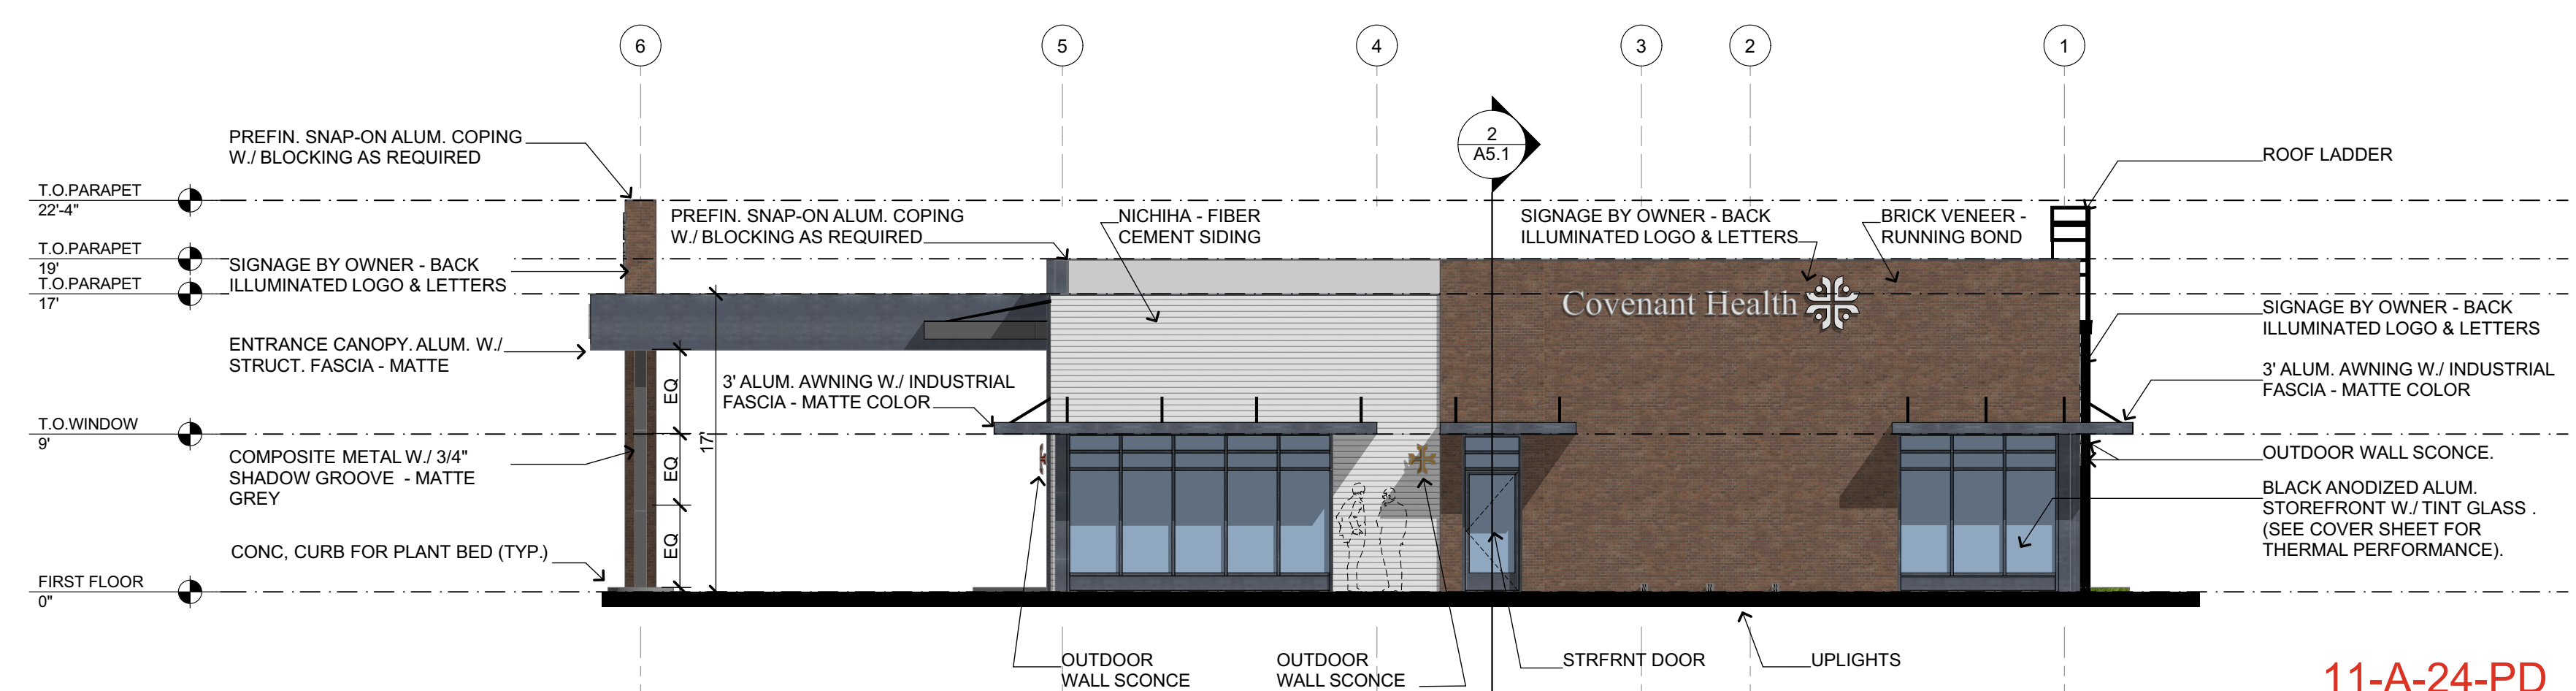 6
5
4
3
2
1
2
A5.1
PREFIN. SNAP-ON ALUM. COPING
W./ BLOCKING AS REQUIRED
T.O.PARAPET
22'-4"
T.O.PARAPET
19'
T.O.PARAPET
17'
SIGNAGE BY OWNER - BACK
ILLUMINATED LOGO & LETTERS
ENTRANCE CANOPY. ALUM. W./
STRUCT. FASCIA - MATTE
T.O.WINDOW
9'
COMPOSITE METAL W./ 3/4"
SHADOW GROOVE - MATTE
GREY
CONC, CURB FOR PLANT BED (TYP.)
FIRST FLOOR
0"
PREFIN. SNAP-ON ALUM. COPING
W./ BLOCKING AS REQUIRED
NICHIHA - FIBER
CEMENT SIDING
SIGNAGE BY OWNER - BACK
ILLUMINATED LOGO & LETTERS
BRICK VENEER -
RUNNING BOND
Covenant Health
3' ALUM. AWNING W./ INDUSTRIAL
FASCIA - MATTE COLOR
EQ
EQ
EQ
17'
ROOF LADDER
SIGNAGE BY OWNER - BACK
ILLUMINATED LOGO & LETTERS
3' ALUM. AWNING W./ INDUSTRIAL
FASCIA - MATTE COLOR
OUTDOOR WALL SCONCE.
BLACK ANODIZED ALUM.
STOREFRONT W./ TINT GLASS .
(SEE COVER SHEET FOR
THERMAL PERFORMANCE).
OUTDOOR
WALL SCONCE
OUTDOOR
WALL SCONCE
STRFRNT DOOR
UPLIGHTS
11-A-24-PD